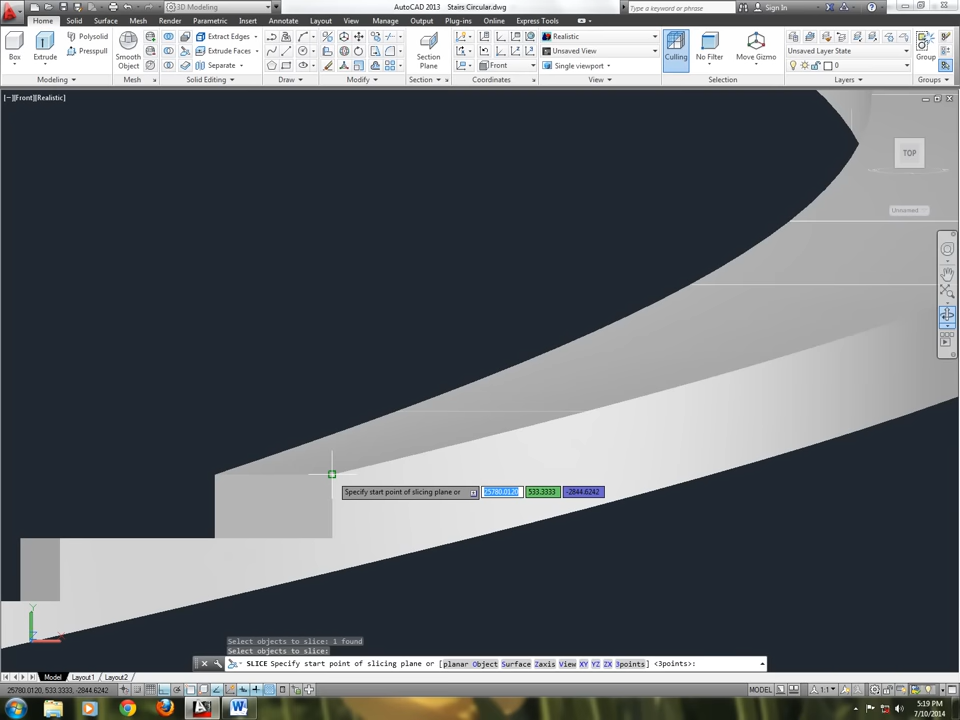 3D Modeling
AutoCAD 2013 Stairs Circular.dwg
Type a keyword or phrase
Sign In
Home Solid Surface Mesh Render Parametric Insert Annotate Layout View Manage Output Plug-ins Online Express Tools
Polysolid
Presspull
Box
Extrude
Smooth
Object
Extrude Edges
Extrude Faces
Separate
Section
Plane
Front
Realistic
Unsaved View
Single viewport
Culling
No Filter
Move Gizmo
Unsaved Layer State
0
Group
Modeling
Mesh
Solid Editing
Draw
Modify
Section
Coordinates
View
Selection
Layers
Groups
[−][Front][Realistic]
TOP
Unnamed
Specify start point of slicing plane or
25780.0120
533.3333
-2844.6242
Y
Select objects to slice: 1 found
Select objects to slice:
SLICE Specify start point of slicing plane or [planar Object Surface Zaxis View XY YZ ZX 3points] <3points>:
Model Layout1 Layout2
25780.0120, 533.3333, -2844.6242
MODEL
1:1
5:19 PM
7/10/2014